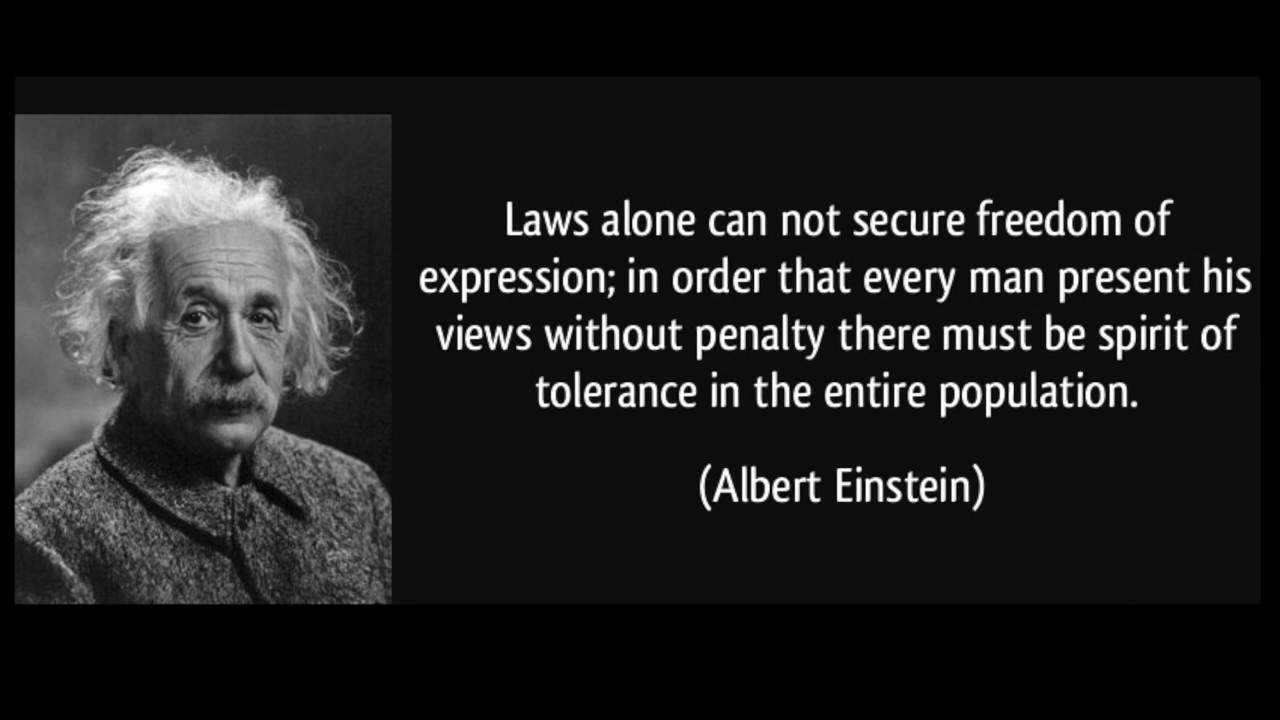 Laws alone can not secure freedom of
expression; in order that every man present his
views without penalty there must be spirit of
tolerance in the entire population.
(Albert Einstein)